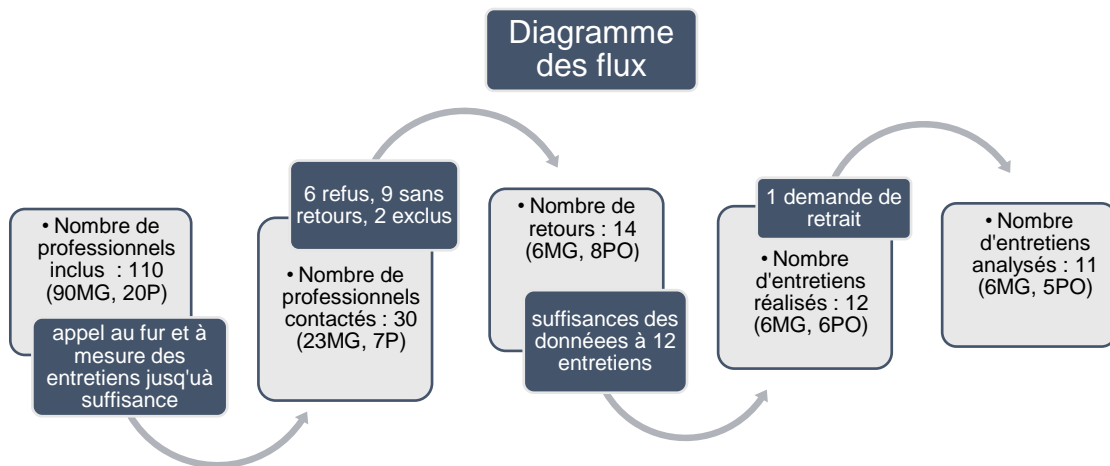 Diagramme
des flux
• Nombre de
professionnels
inclus : 110
(90MG, 20P)
appel au fur et à
mesure des
entretiens jusqu'uà
suffisance
6 refus, 9 sans
retours, 2 exclus
• Nombre de
professionnels
contactés : 30
(23MG, 7P)
• Nombre de
retours : 14
(6MG, 8PO)
suffisances des
donnéees à 12
entretiens
1 demande de
retrait
• Nombre
d'entretiens
réalisés : 12
(6MG, 6PO)
• Nombre
d'entretiens
analysés : 11
(6MG, 5PO)